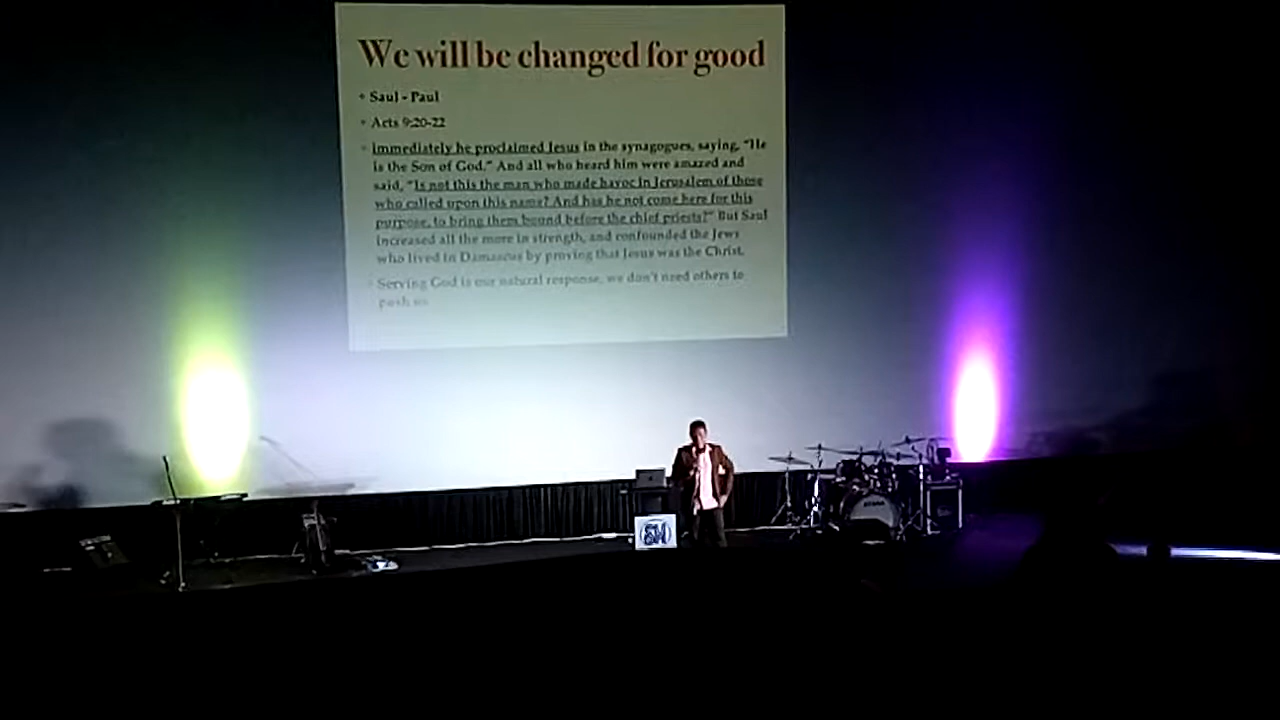 We will be changed for good
Saul - Paul
Acts 9:20-22
immediately he proclaimed Jesus in the synagogues, saying, "He
is the Son of God." And all who heard him were amazed and
said, "Is not this the man who made havoc in Jerusalem of those
who called upon this name? And has he not come here for this
purpose, to bring them bound before the chief priests?" But Saul
increased all the more in strength, and confounded the Jews
who lived in Damascus by proving that Jesus was the Christ.
Serving God is our natural response, we don't need others to
push us
SM
TAMA